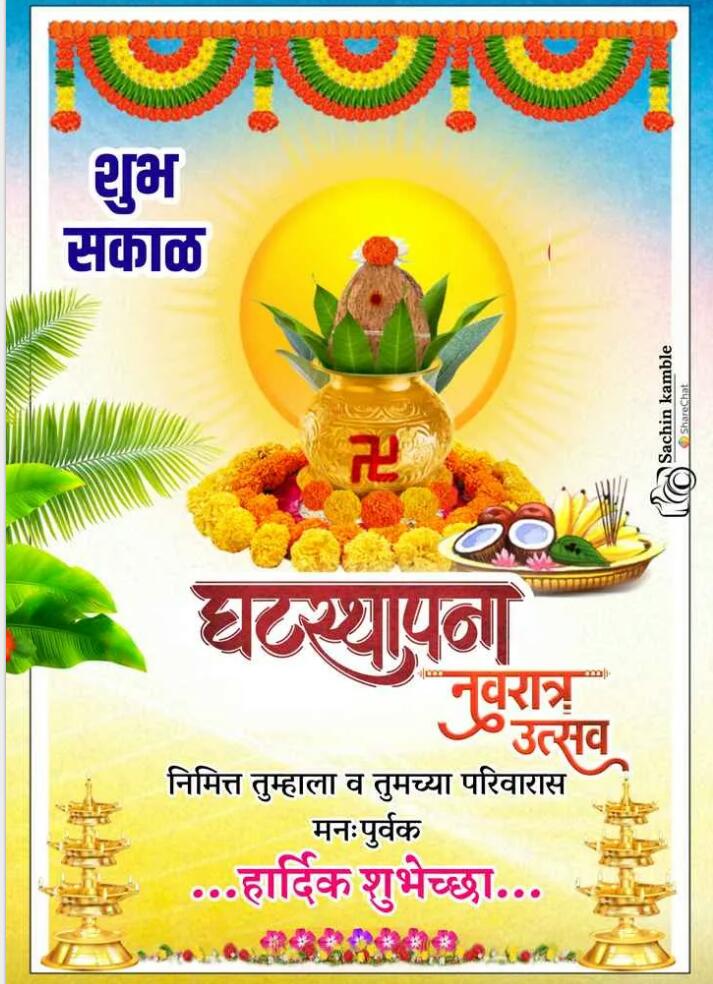 शुभ
सकाळ
Sachin kamble
ShareChat
घटस्थापना
नवरात्र
उत्सव
निमित्त तुम्हाला व तुमच्या परिवारास
मनःपुर्वक
...हार्दिक शुभेच्छा...